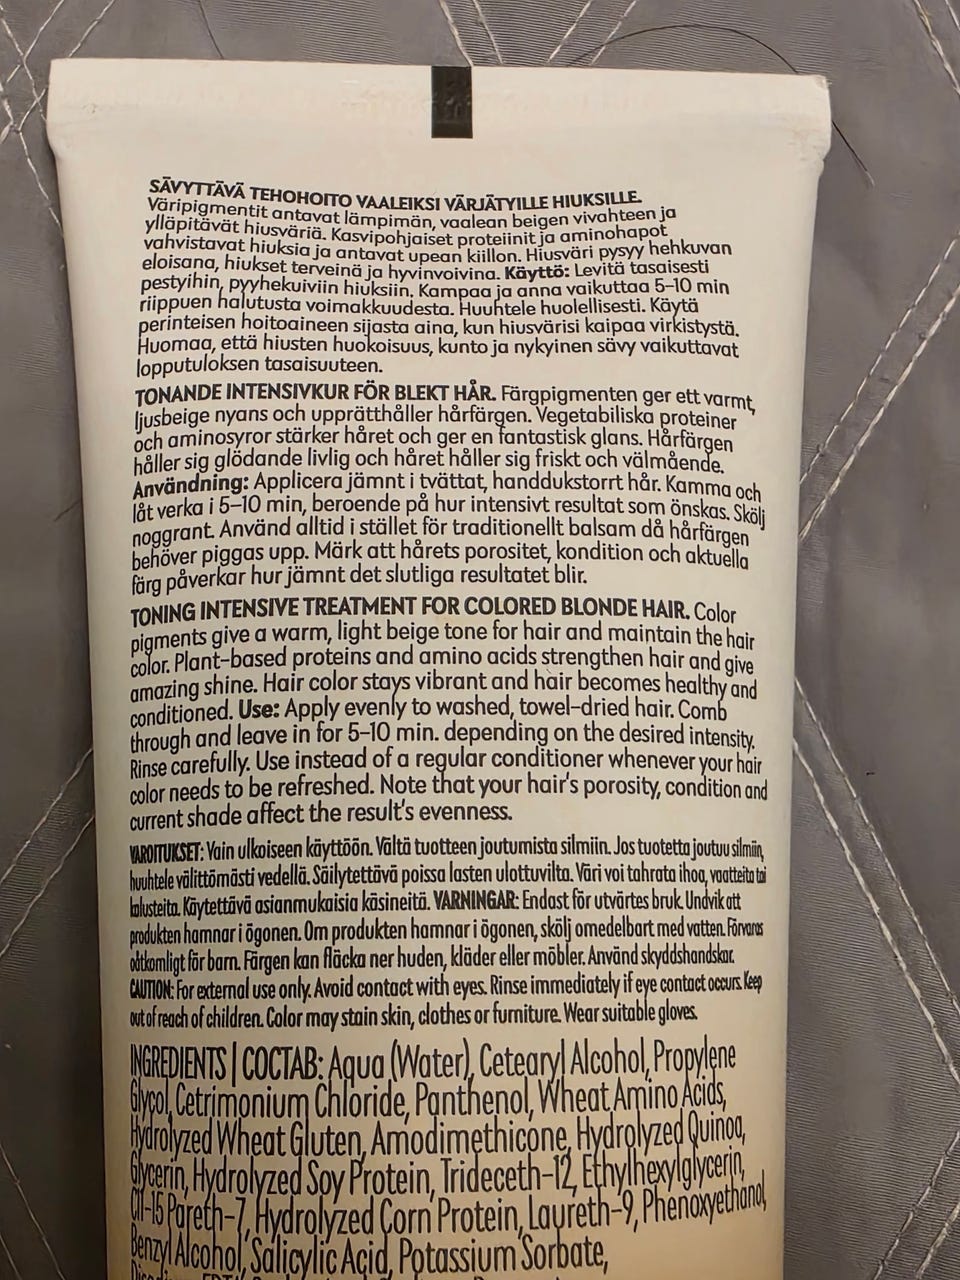 SÄVYTTÄVÄ TEHOHOITO VAALEIKSI VÄRJÄTYILLE HIUKSILLE.
Väripigmentit antavat lämpimän, vaalean beigen vivahteen ja
ylläpitävät hiusväriä. Kasvipohjaiset proteiinit ja aminohapot
vahvistavat hiuksia ja antavat upean kiillon. Hiusväri pysyy hehkuvan
eloisana, hiukset terveinä ja hyvinvoivina. Käyttö: Levitä tasaisesti
pestyihin, pyyhekuiviin hiuksiin. Kampaa ja anna vaikuttaa 5–10 min
riippuen halutusta voimakkuudesta. Huuhtele huolellisesti. Käytä
perinteisen hoitoaineen sijasta aina, kun hiusvärisi kaipaa virkistystä.
Huomaa, että hiusten huokoisuus, kunto ja nykyinen sävy vaikuttavat
lopputuloksen tasaisuuteen.
TONANDE INTENSIVKUR FÖR BLEKT HÅR. Färgpigmenten ger ett varmt,
ljusbeige nyans och upprätthåller hårfärgen. Vegetabiliska proteiner
och aminosyror stärker håret och ger en fantastisk glans. Hårfärgen
håller sig glödande livlig och håret håller sig friskt och välmående.
Användning: Applicera jämnt i tvättat, handdukstorrt hår. Kamma och
låt verka i 5–10 min, beroende på hur intensivt resultat som önskas. Skölj
noggrant. Använd alltid i stället för traditionellt balsam då hårfärgen
behöver piggas upp. Märk att hårets porositet, kondition och aktuella
färg påverkar hur jämnt det slutliga resultatet blir.
TONING INTENSIVE TREATMENT FOR COLORED BLONDE HAIR. Color
pigments give a warm, light beige tone for hair and maintain the hair
color. Plant-based proteins and amino acids strengthen hair and give
amazing shine. Hair color stays vibrant and hair becomes healthy and
conditioned. Use: Apply evenly to washed, towel-dried hair. Comb
through and leave in for 5–10 min. depending on the desired intensity.
Rinse carefully. Use instead of a regular conditioner whenever your hair
color needs to be refreshed. Note that your hair's porosity, condition and
current shade affect the result's evenness.
VAROITUKSET: Vain ulkoiseen käyttöön. Vältä tuotteen joutumista silmiin. Jos tuotetta joutuu silmiin,
huuhtele välittömästi vedellä. Säilytettävä poissa lasten ulottuvilta. Väri voi tahrata ihoa, vaatteita tai
kalusteita. Käytettävä asianmukaisia käsineitä. VARNINGAR: Endast för utvärtes bruk. Undvik att
produkten hamnar i ögonen. Om produkten hamnar i ögonen, skölj omedelbart med vatten. Förvaras
oåtkomligt för barn. Färgen kan fläcka ner huden, kläder eller möbler. Använd skyddshandskar.
CAUTION: For external use only. Avoid contact with eyes. Rinse immediately if eye contact occurs. Keep
out of reach of children. Color may stain skin, clothes or furniture. Wear suitable gloves.
INGREDIENTS | СОСТАВ: Aqua (Water), Cetearyl Alcohol, Propylene
Glycol, Cetrimonium Chloride, Panthenol, Wheat Amino Acids,
Hydrolyzed Wheat Gluten, Amodimethicone, Hydrolyzed Quinoa,
Glycerin, Hydrolyzed Soy Protein, Trideceth-12, Ethylhexylglycerin,
C11-15 Pareth-7, Hydrolyzed Corn Protein, Laureth-9, Phenoxyethanol,
Benzyl Alcohol, Salicylic Acid, Potassium Sorbate,